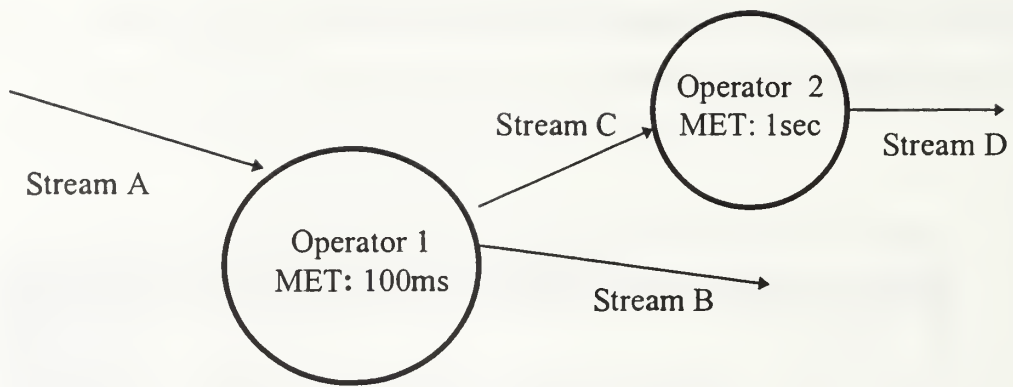 Operator 2
MET: 1sec
Stream C
Stream D
Stream A
Operator 1
MET: 100ms
Stream B